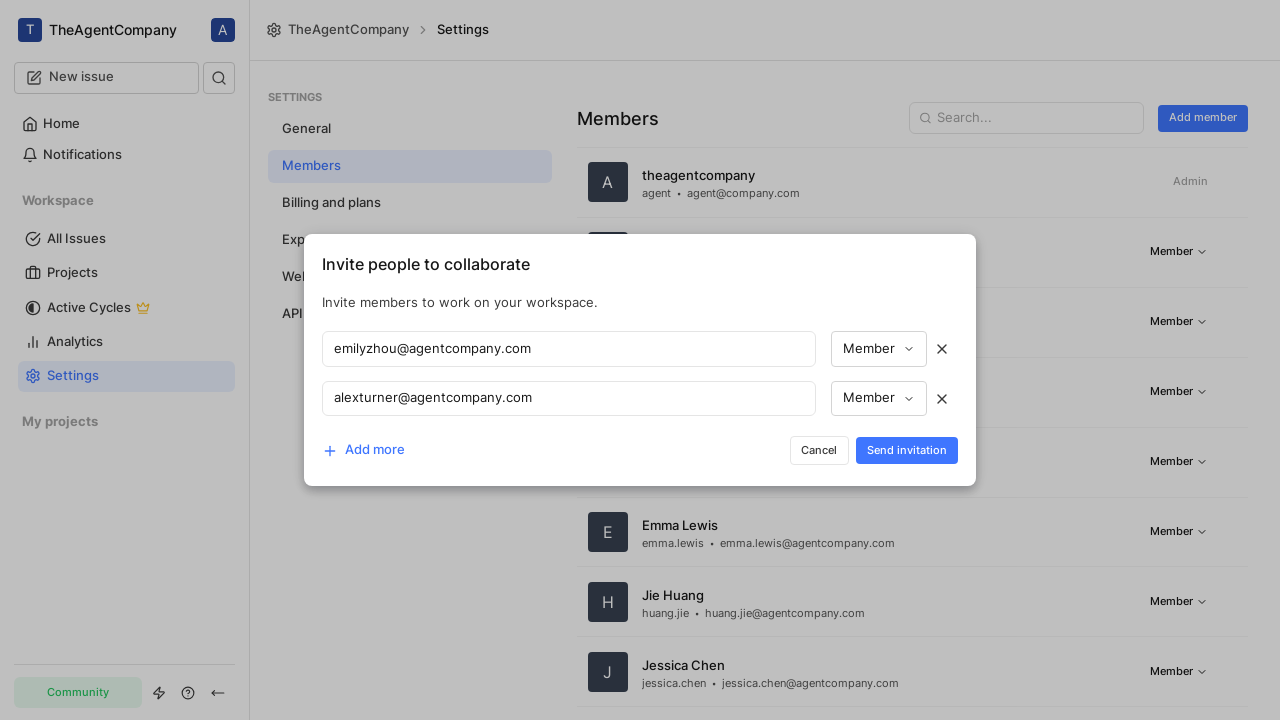 T TheAgentCompany A
New issue
Home
Notifications
Workspace
All Issues
Projects
Active Cycles
Analytics
Settings
My projects
Community
TheAgentCompany > Settings
SETTINGS
General
Members
Billing and plans
Exp
API
Members
Search...
Add member
A
theagentcompany
agent • agent@company.com
Admin
Member
Member
Member
Member
Invite people to collaborate
Invite members to work on your workspace.
emilyzhou@agentcompany.com
Member
alexturner@agentcompany.com
Member
Add more
Cancel
Send invitation
E
Emma Lewis
emma.lewis • emma.lewis@agentcompany.com
Member
H
Jie Huang
huang.jie • huang.jie@agentcompany.com
Member
J
Jessica Chen
jessica.chen • jessica.chen@agentcompany.com
Member